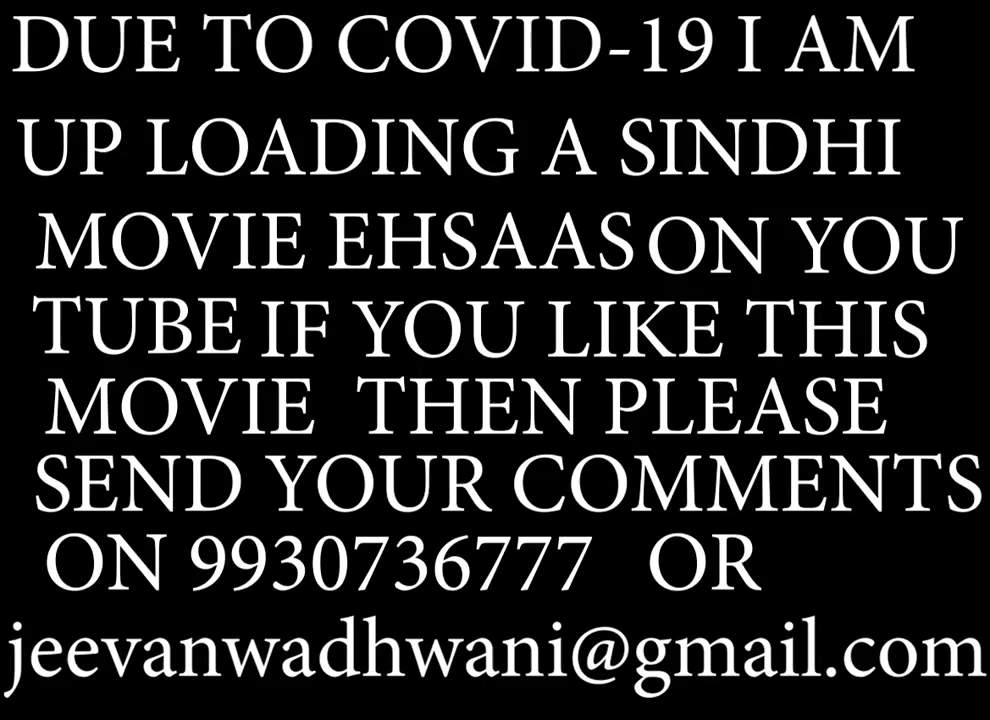 DUE TO COVID-19 I AM
UP LOADING A SINDHI
MOVIE EHSAAS ON YOU
TUBE IF YOU LIKE THIS
MOVIE THEN PLEASE
SEND YOUR COMMENTS
ON 9930736777 OR
jeevanwadhwani@gmail.com